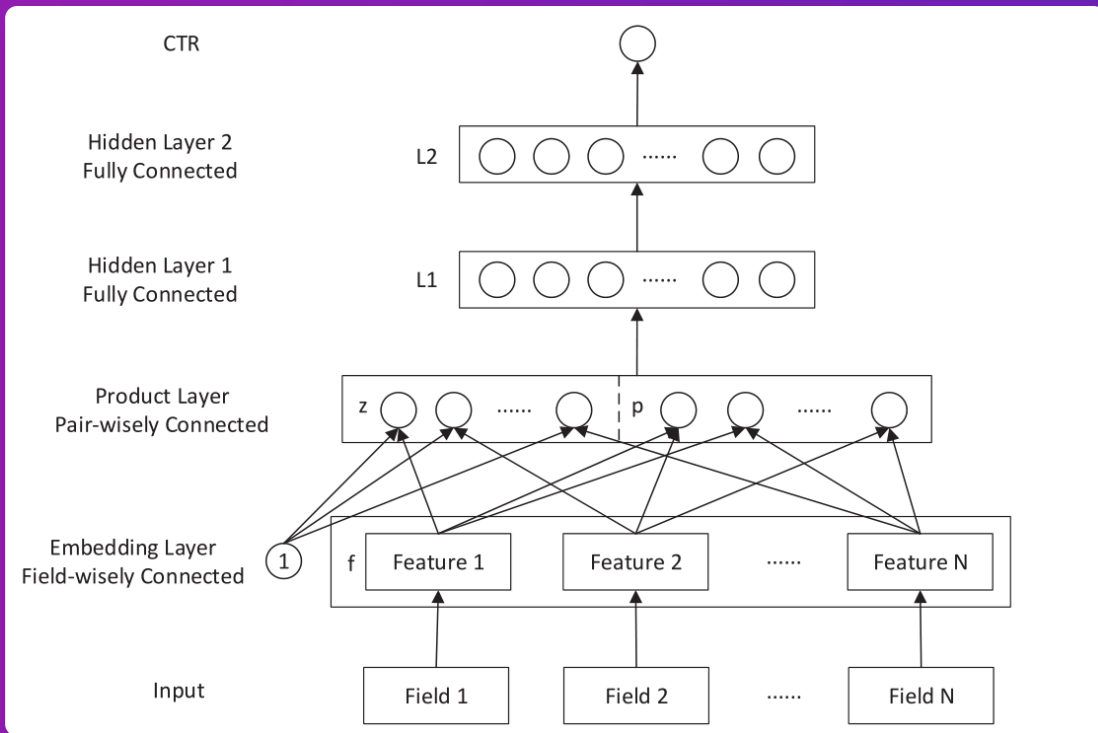 CTR
Hidden Layer 2
Fully Connected
L2
......
Hidden Layer 1
Fully Connected
L1
......
Product Layer
Pair-wisely Connected
z
......
p
......
Embedding Layer
Field-wisely Connected
1
f
Feature 1
Feature 2
......
Feature N
Input
Field 1
Field 2
......
Field N